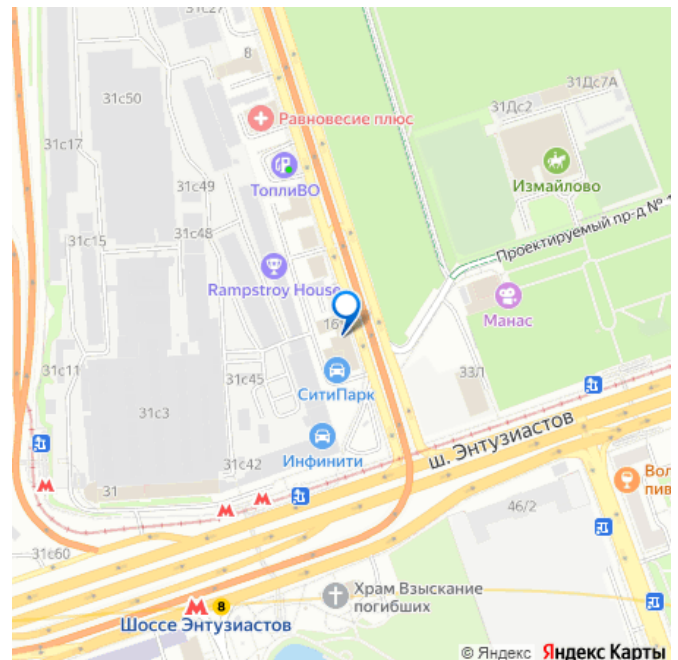 31с27
8
31с50
31Дс7А
31Дс2
Равновесие плюс
31с17
ТоплиВО
Измайлово
31с49
31с48
31с15
Проектируемый пр-д №
Rampstroy House
Манас
16
31с11
31с45
33Л
СитиПарк
31с3
ш. Энтузиастов
Инфинити
31с42
31
Вол
пив
46/2
31с60
Храм Взыскание
погибших
8
Шоссе Энтузиастов
© Яндекс Яндекс Карты